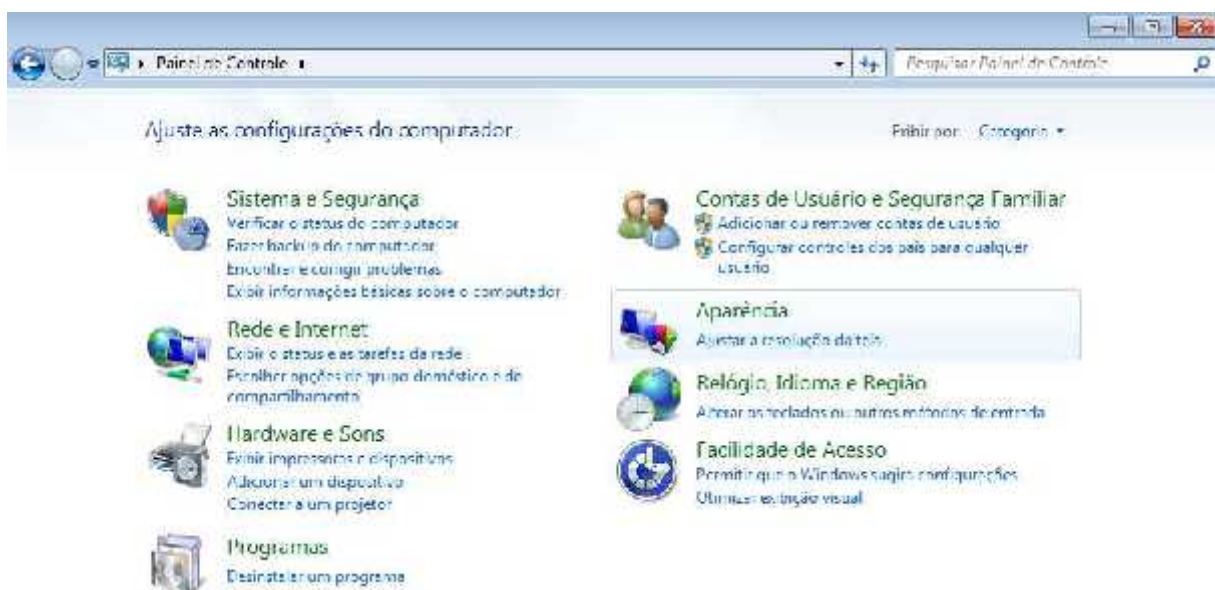 Painel de Controle
Pesquisar Painel de Controle
Ajuste as configurações do computador
Exibir por: Categoria
Sistema e Segurança
Verificar o status do computador
Fazer backup do computador
Encontrar e corrigir problemas
Exibir informações básicas sobre o computador
Rede e Internet
Exibir o status e as tarefas da rede
Escolher opções de grupo doméstico e de
compartilhamento
Hardware e Sons
Exibir impressoras e dispositivos
Adicionar um dispositivo
Conectar a um projetor
Programas
Desinstalar um programa
Contas de Usuário e Segurança Familiar
Adicionar ou remover contas de usuário
Configurar controles dos pais para qualquer
usuário
Aparência
Ajustar a resolução da tela
Relógio, Idioma e Região
Alterar os teclados ou outros métodos de entrada
Facilidade de Acesso
Permitir que o Windows sugira configurações
Otimizar exibição visual